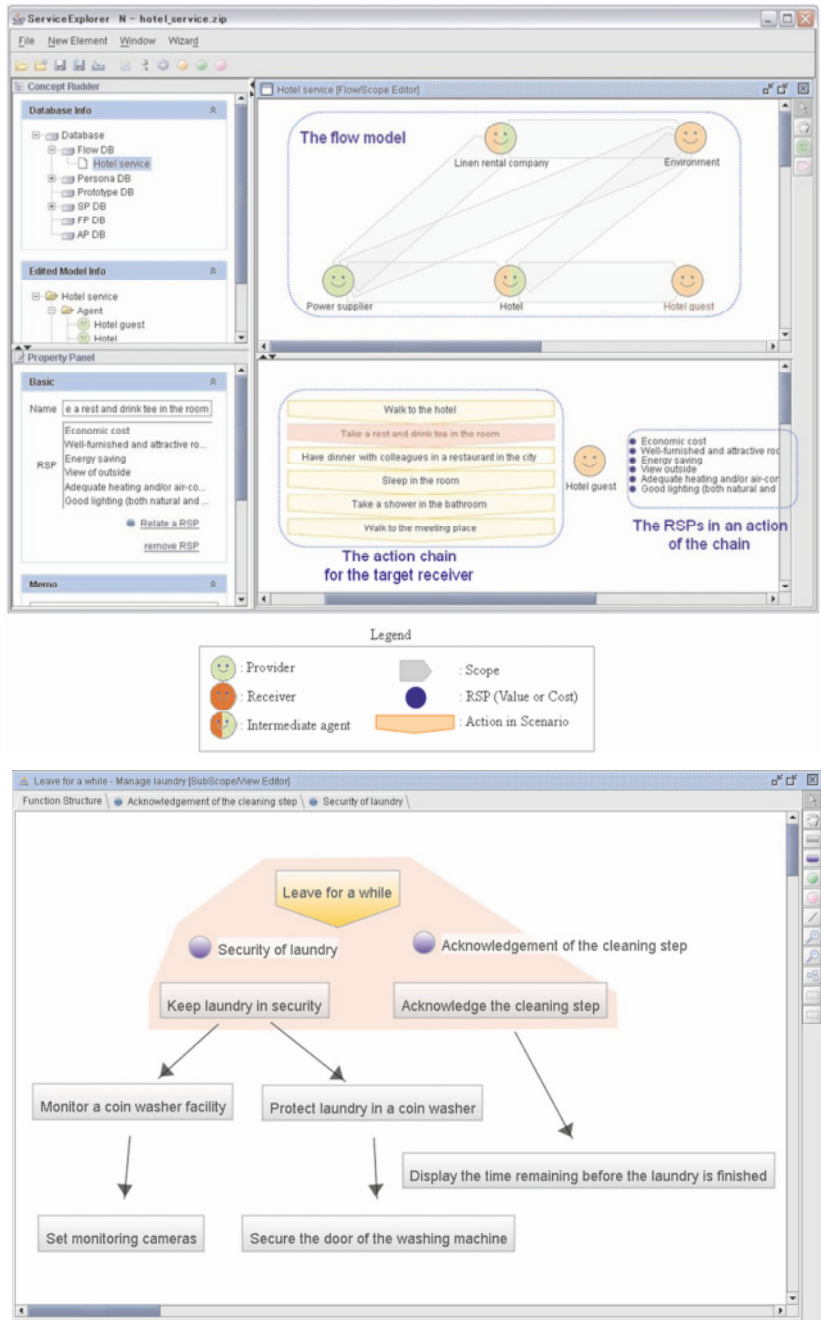 ServiceExplorer N - hotel_service.zip
File New Element Window Wizard
Concept Rudder
Database Info
Database
Flow DB
Hotel service
Persona DB
Prototype DB
SP DB
FP DB
AP DB
Edited Model Info
Hotel service
Agent
Hotel guest
Hotel
Property Panel
Basic
Name e a rest and drink tee in the room
RSP
Economic cost
Well-furnished and attractive ro...
Energy saving
View of outside
Adequate heating and/or air-co...
Good lighting (both natural and ...
Relate a RSP
remove RSP
Memo
Hotel service [Flow/Scope Editor]
The flow model
Linen rental company
Environment
Power supplier
Hotel
Hotel guest
Walk to the hotel
Take a rest and drink tea in the room
Have dinner with colleagues in a restaurant in the city
Sleep in the room
Take a shower in the bathroom
Walk to the meeting place
The action chain
for the target receiver
Hotel guest
Economic cost
Well-furnished and attractive roo
Energy saving
View outside
Adequate heating and/or air-con
Good lighting (both natural and
The RSPs in an action
of the chain
Legend
: Provider
: Receiver
: Intermediate agent
: Scope
: RSP (Value or Cost)
: Action in Scenario
Leave for a while - Manage laundry [SubScope/View Editor]
Function Structure Acknowledgement of the cleaning step Security of laundry
Leave for a while
Security of laundry
Acknowledgement of the cleaning step
Keep laundry in security
Acknowledge the cleaning step
Monitor a coin washer facility
Protect laundry in a coin washer
Display the time remaining before the laundry is finished
Set monitoring cameras
Secure the door of the washing machine